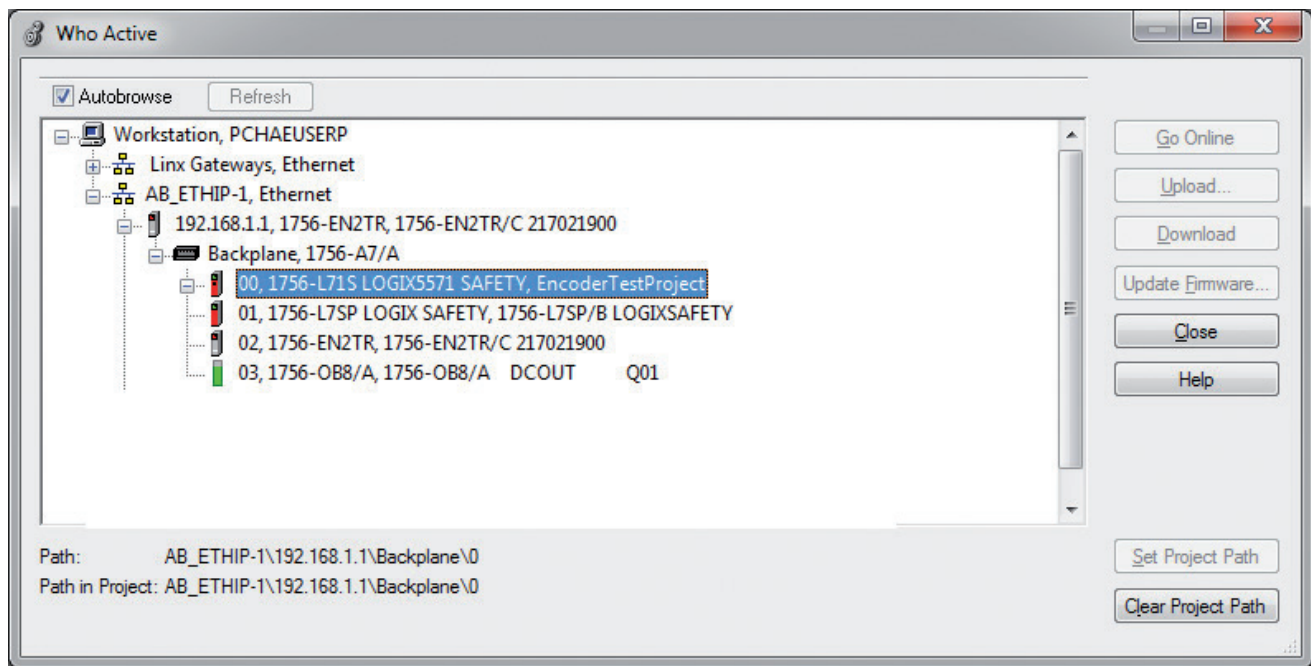 Who Active
Autobrowse Refresh
Workstation, PCHAEUSERP
Linx Gateways, Ethernet
AB_ETHIP-1, Ethernet
192.168.1.1, 1756-EN2TR, 1756-EN2TR/C 217021900
Backplane, 1756-A7/A
00, 1756-L71S LOGIX5571 SAFETY, EncoderTestProject
01, 1756-L7SP LOGIX SAFETY, 1756-L7SP/B LOGIXSAFETY
02, 1756-EN2TR, 1756-EN2TR/C 217021900
03, 1756-OB8/A, 1756-OB8/A DCOUT Q01
Go Online
Upload...
Download
Update Firmware...
Close
Help
Path: AB_ETHIP-1\192.168.1.1\Backplane\0
Path in Project: AB_ETHIP-1\192.168.1.1\Backplane\0
Set Project Path
Clear Project Path